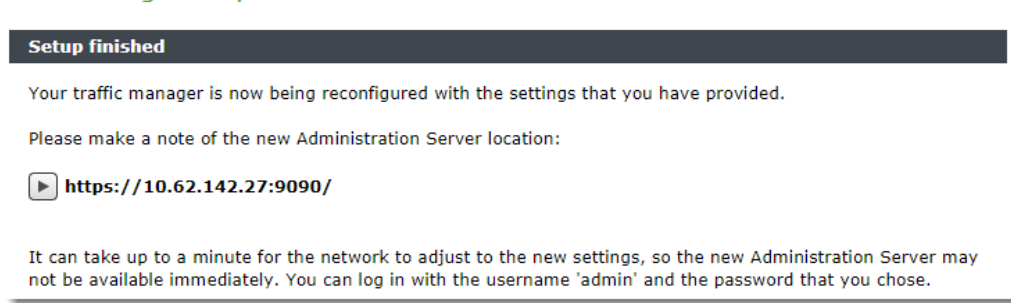 Setup finished
Your traffic manager is now being reconfigured with the settings that you have provided.
Please make a note of the new Administration Server location:
https://10.62.142.27:9090/
It can take up to a minute for the network to adjust to the new settings, so the new Administration Server may
not be available immediately. You can log in with the username 'admin' and the password that you chose.